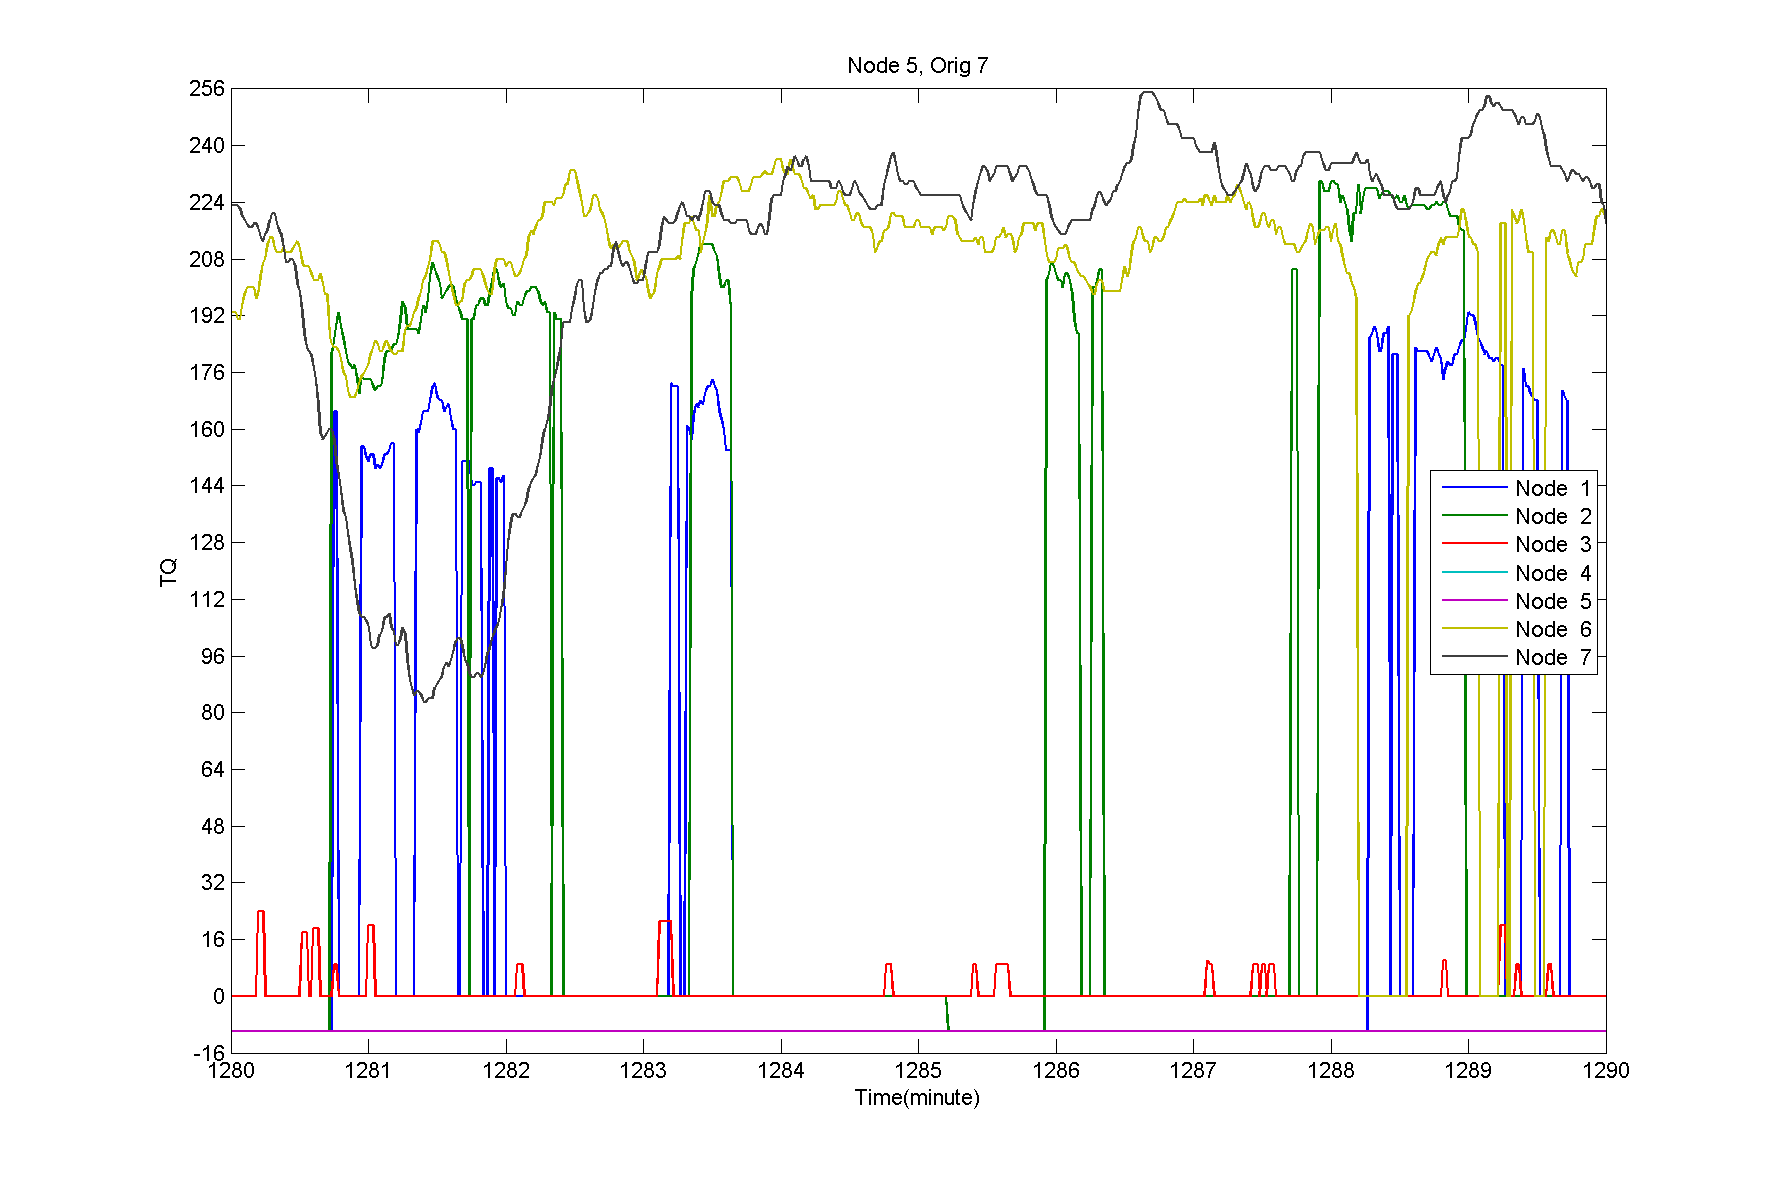 Node 5, Orig 7
256
240
224
208
192
176
160
144
128
112
96
80
64
48
32
16
0
-16
TQ
Node 1
Node 2
Node 3
Node 4
Node 5
Node 6
Node 7
1280 1281 1282 1283 1284 1285 1286 1287 1288 1289 1290
Time(minute)